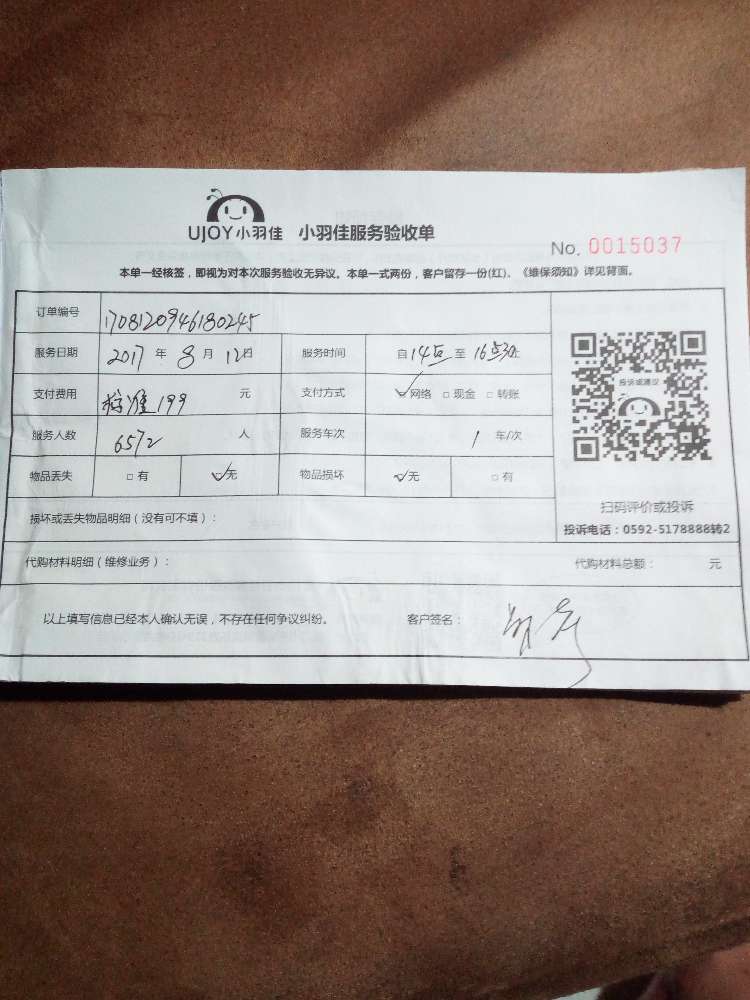 UJOY小羽佳 小羽佳服务验收单
No. 0015037
本单一经核签，即视为对本次服务验收无异议。本单一式两份，客户留存一份(红)、《维保须知》详见背面。
订单编号 1708120946180245
服务日期 2017 年 8 月 12日 服务时间 自14点至16点30止
支付费用 标准199 元 支付方式 ☑网络 □现金 □转账
服务人数 6572 人 服务车次 1 车/次
物品丢失 □有 ☑无 物品损坏 ☑无 □有
投诉或建议
扫码评价或投诉
投诉电话：0592-5178888转2
损坏或丢失物品明细（没有可不填）：
代购材料明细（维修业务）： 代购材料总额： 元
以上填写信息已经本人确认无误，不存在任何争议纠纷。 客户签名：